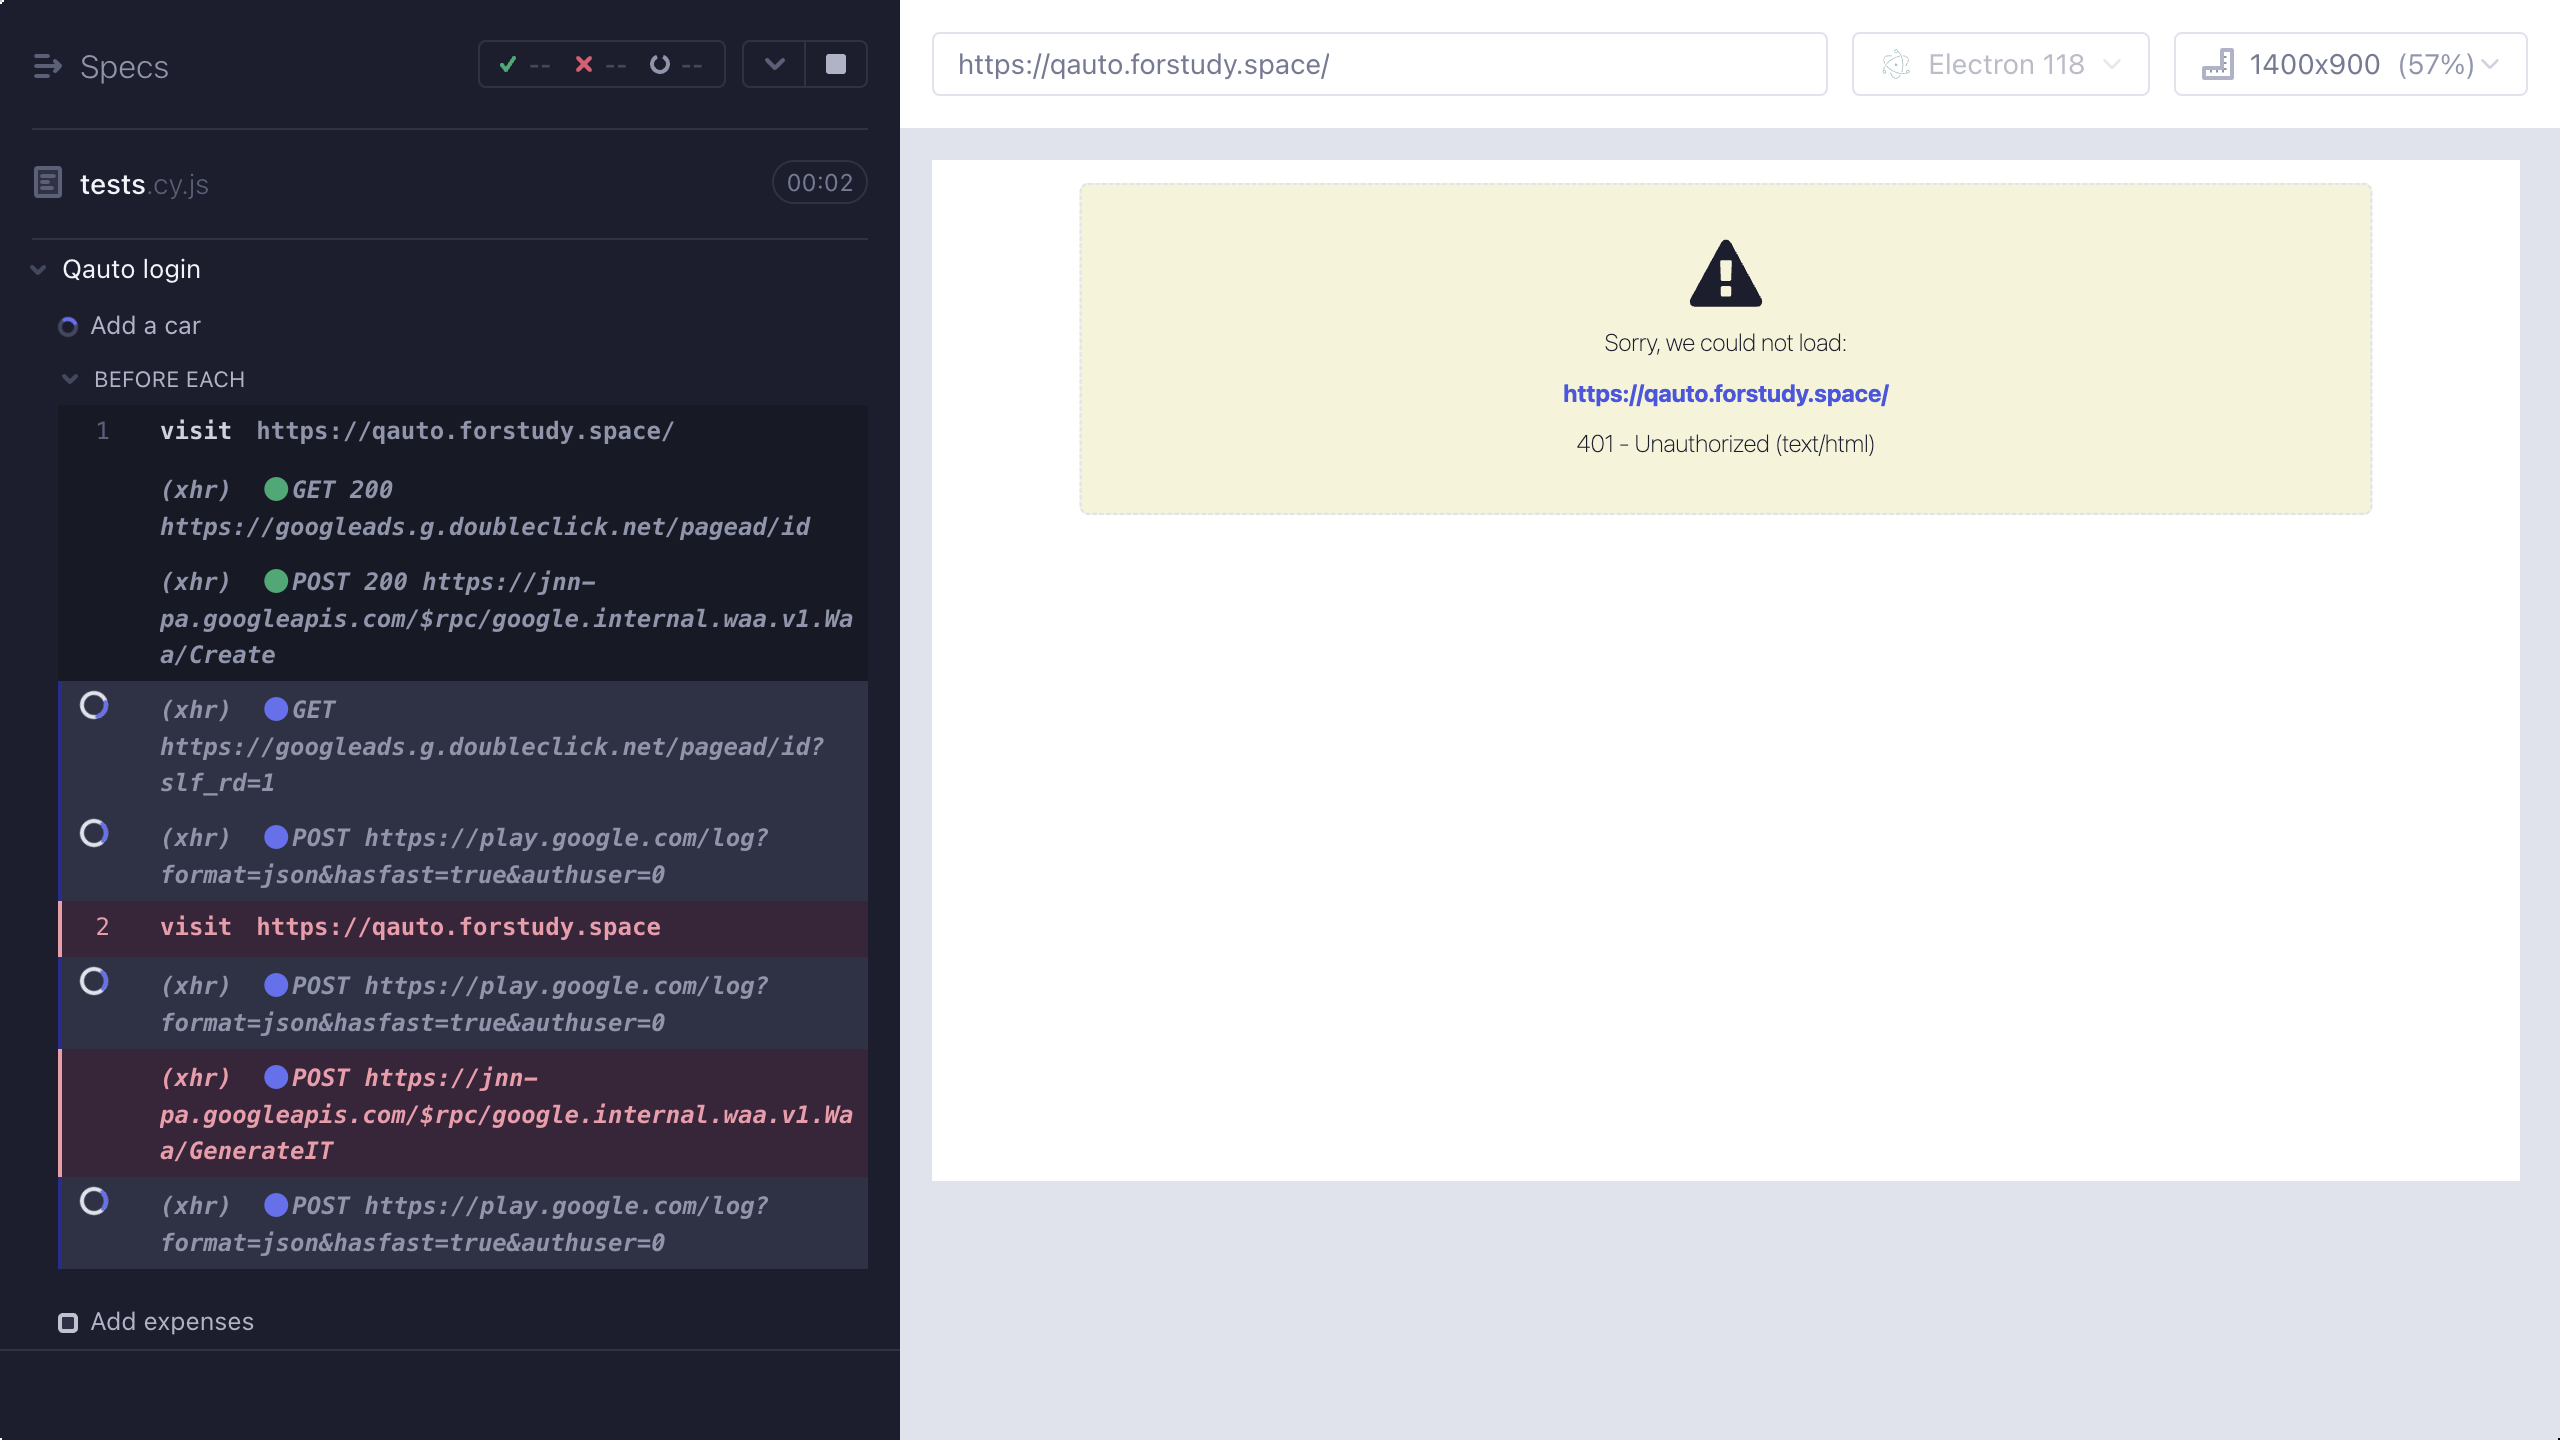 Specs
-- -- --
tests.cy.js
00:02
Qauto login
Add a car
BEFORE EACH
1 visit https://qauto.forstudy.space/
(xhr) GET 200
https://googleads.g.doubleclick.net/pagead/id
(xhr) POST 200 https://jnn-
pa.googleapis.com/$rpc/google.internal.waa.v1.Wa
a/Create
(xhr) GET
https://googleads.g.doubleclick.net/pagead/id?
slf_rd=1
(xhr) POST https://play.google.com/log?
format=json&hasfast=true&authuser=0
2 visit https://qauto.forstudy.space
(xhr) POST https://play.google.com/log?
format=json&hasfast=true&authuser=0
(xhr) POST https://jnn-
pa.googleapis.com/$rpc/google.internal.waa.v1.Wa
a/GenerateIT
(xhr) POST https://play.google.com/log?
format=json&hasfast=true&authuser=0
Add expenses
https://qauto.forstudy.space/
Electron 118
1400x900 (57%)
Sorry, we could not load:
https://qauto.forstudy.space/
401 - Unauthorized (text/html)